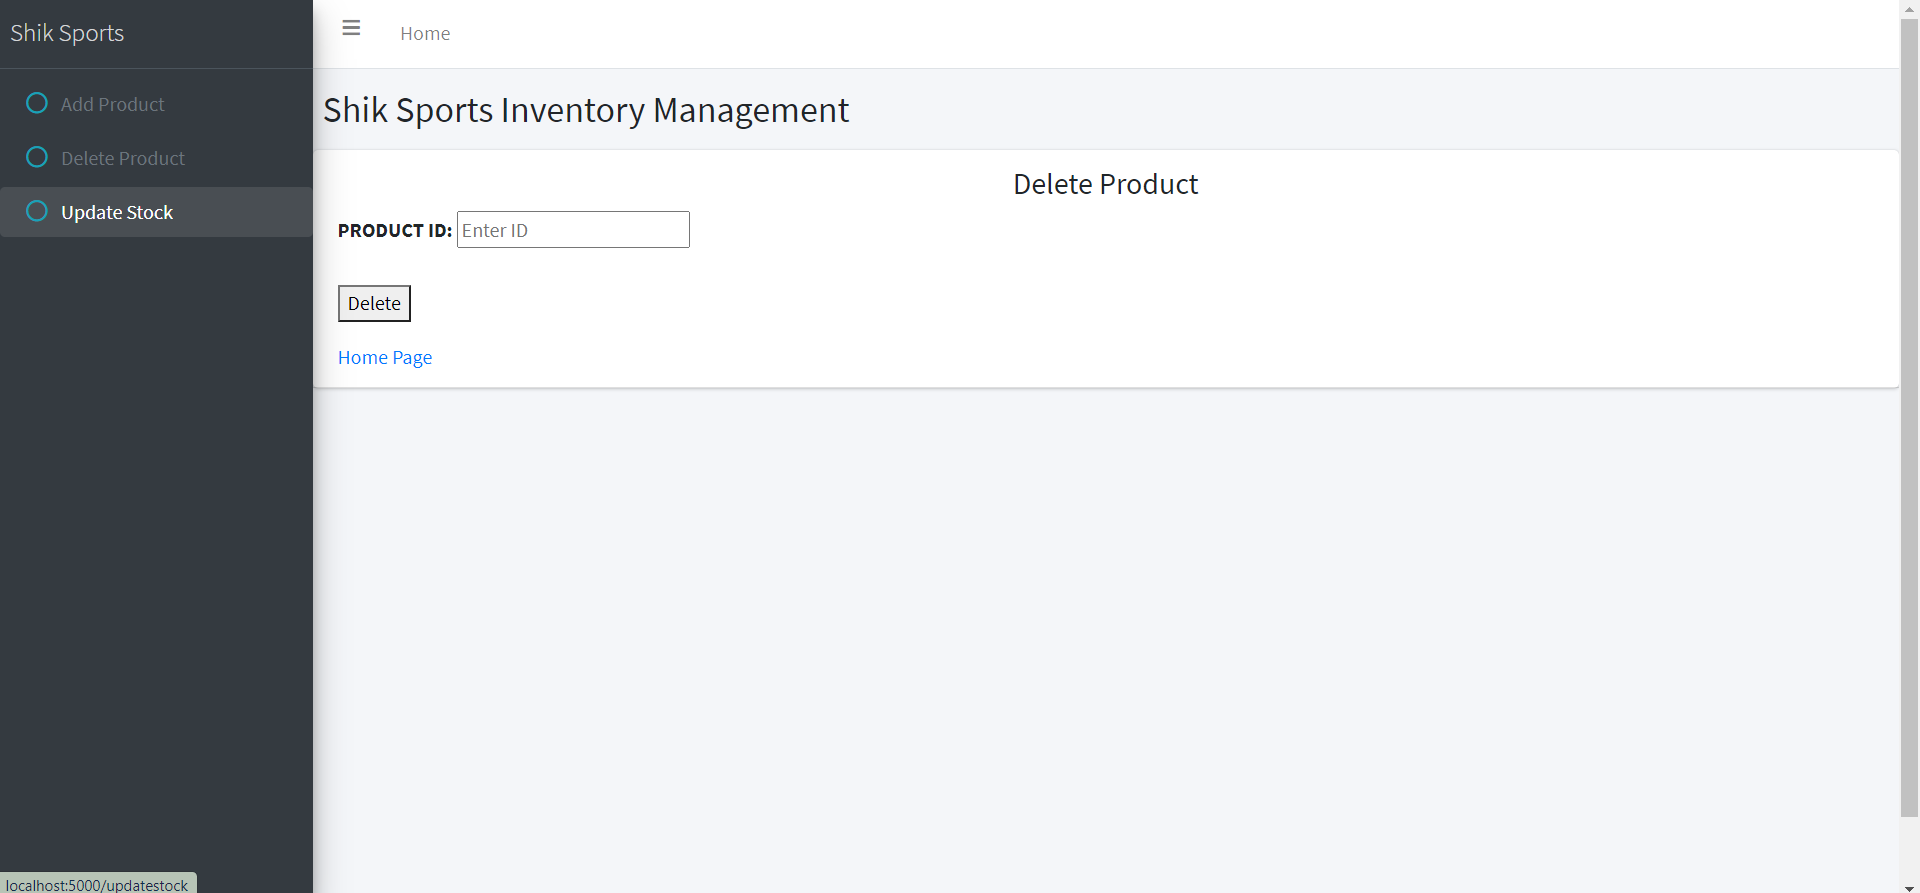 Shik Sports
Home
Add Product
Delete Product
Update Stock
Shik Sports Inventory Management
Delete Product
PRODUCT ID: Enter ID
Delete
Home Page
localhost:5000/updatestock